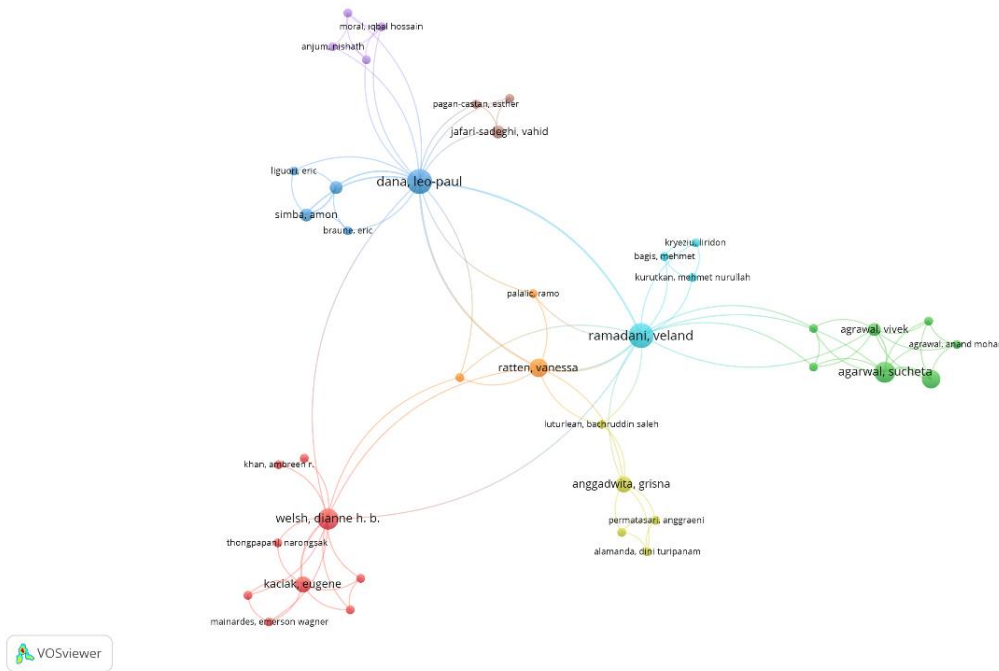 moral, iqbal hossain
anjum, nishath
pagan-castan, esther
jafari-sadeghi, vahid
liguori, eric
dana, leo-paul
simba, amon
braune, eric
kryeziu, liridon
bagis, mehmet
kurutkan, mehmet nurullah
palalic, ramo
ramadani, veland
agrawal, vivek
agrawal, anand moha
ratten, vanessa
agarwal, sucheta
luturlean, bachruddin saleh
khan, ambreen r.
anggadwita, grisna
welsh, dianne h. b.
permatasari, anggraeni
thongpapanl, narongsak
alamanda, dini turipanam
kaciak, eugene
mainardes, emerson wagner
VOSviewer